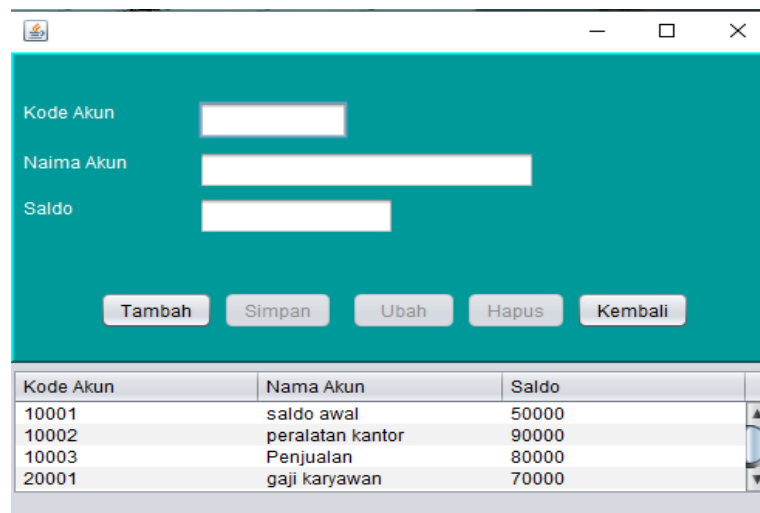 Kode Akun
Naima Akun
Saldo
Tambah Simpan Ubah Hapus Kembali
Kode Akun Nama Akun Saldo
10001 saldo awal 50000
10002 peralatan kantor 90000
10003 Penjualan 80000
20001 gaji karyawan 70000